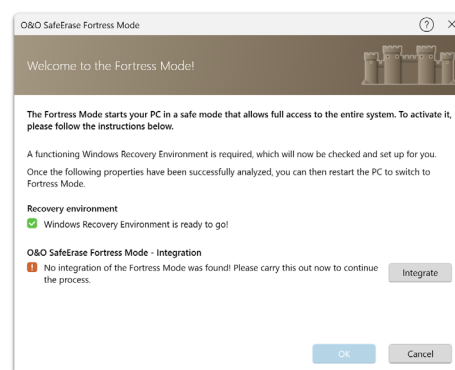 O&O SafeErase Fortress Mode
Welcome to the Fortress Mode!
The Fortress Mode starts your PC in a safe mode that allows full access to the entire system. To activate it,
please follow the instructions below.
A functioning Windows Recovery Environment is required, which will now be checked and set up for you.
Once the following properties have been successfully analyzed, you can then restart the PC to switch to
Fortress Mode.
Recovery environment
Windows Recovery Environment is ready to go!
O&O SafeErase Fortress Mode - Integration
No integration of the Fortress Mode was found! Please carry this out now to continue
the process.
Integrate
OK
Cancel